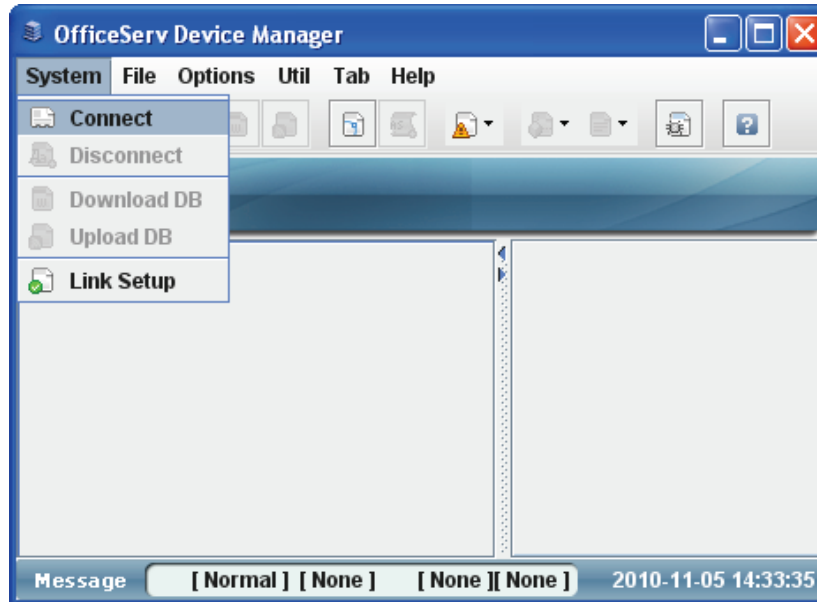 OfficeServ Device Manager
System File Options Util Tab Help
Connect
Disconnect
Download DB
Upload DB
Link Setup
Message [ Normal ] [ None ] [ None ][ None ] 2010-11-05 14:33:35